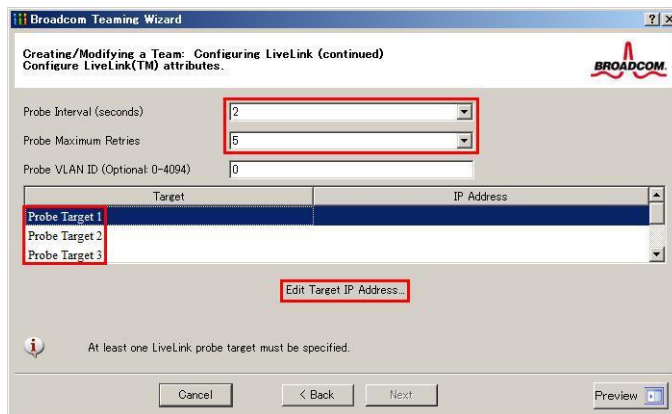 Broadcom Teaming Wizard
Creating/Modifying a Team: Configuring LiveLink (continued)
Configure LiveLink(TM) attributes.
BROADCOM.
Probe Interval (seconds) 2
Probe Maximum Retries 5
Probe VLAN ID (Optional: 0-4094) 0
Target IP Address
Probe Target 1
Probe Target 2
Probe Target 3
Edit Target IP Address...
At least one LiveLink probe target must be specified.
Cancel < Back Next Preview